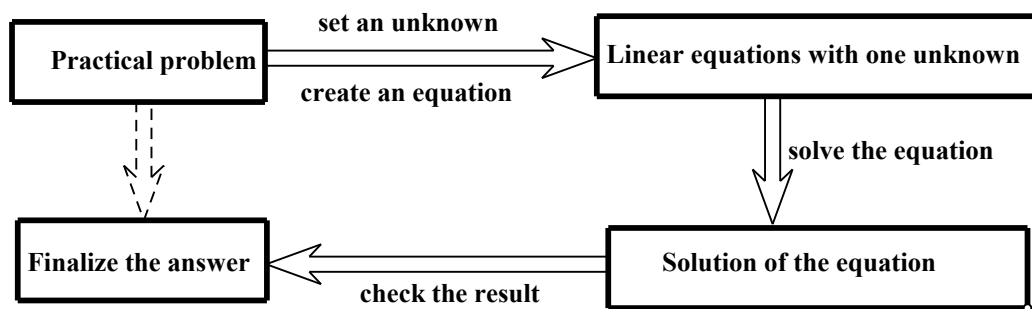 set an unknown
Practical problem
Linear equations with one unknown
create an equation
solve the equation
Finalize the answer
Solution of the equation
check the result